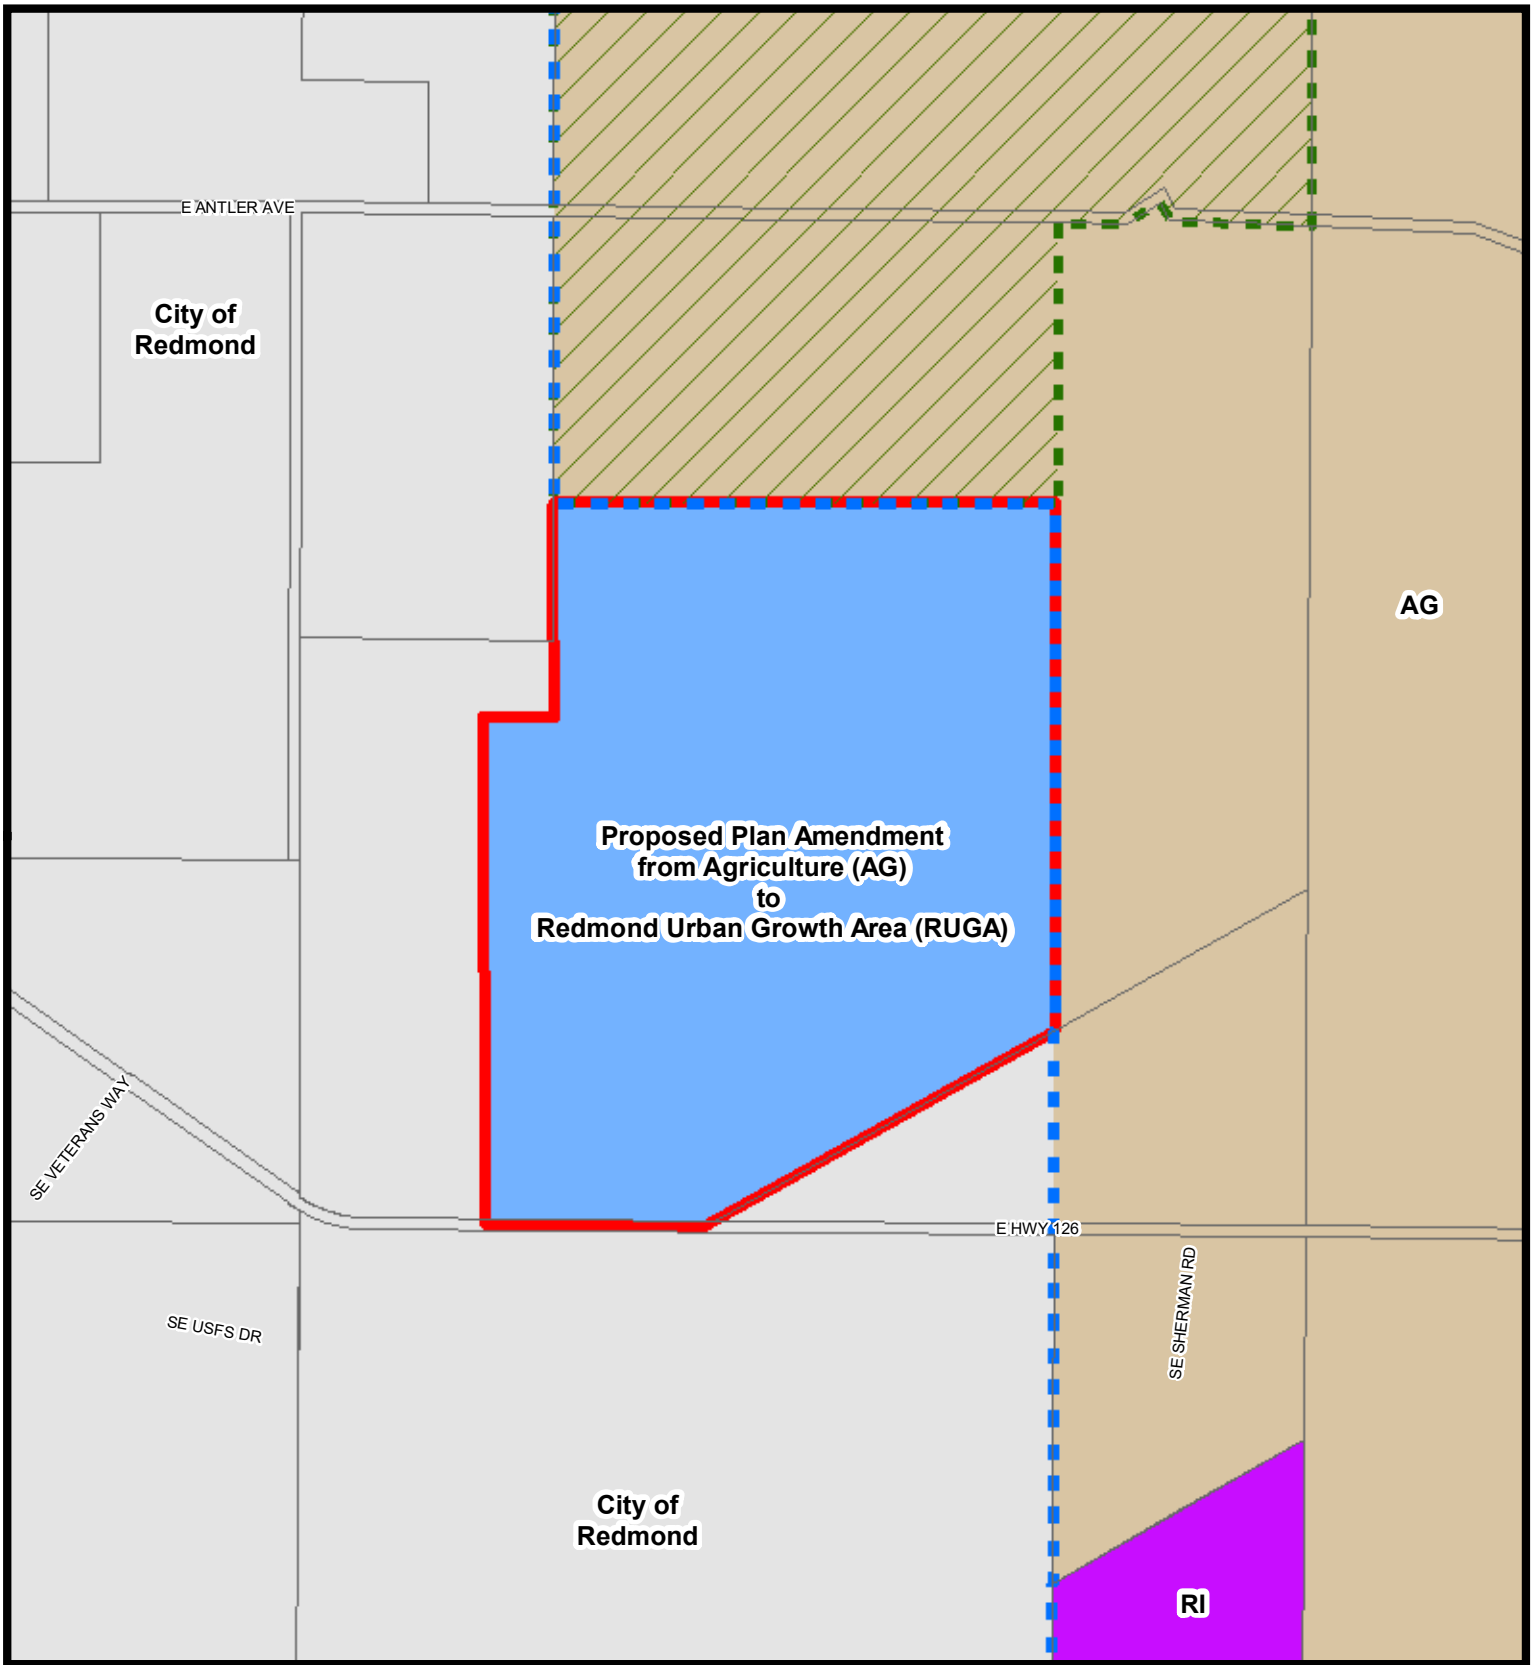 E ANTLER AVE
City of
Redmond
AG
Proposed Plan Amendment
from Agriculture (AG)
to
Redmond Urban Growth Area (RUGA)
SE VETERANS WAY
E HWY 126
SE SHERMAN RD
SE USFS DR
City of
Redmond
RI